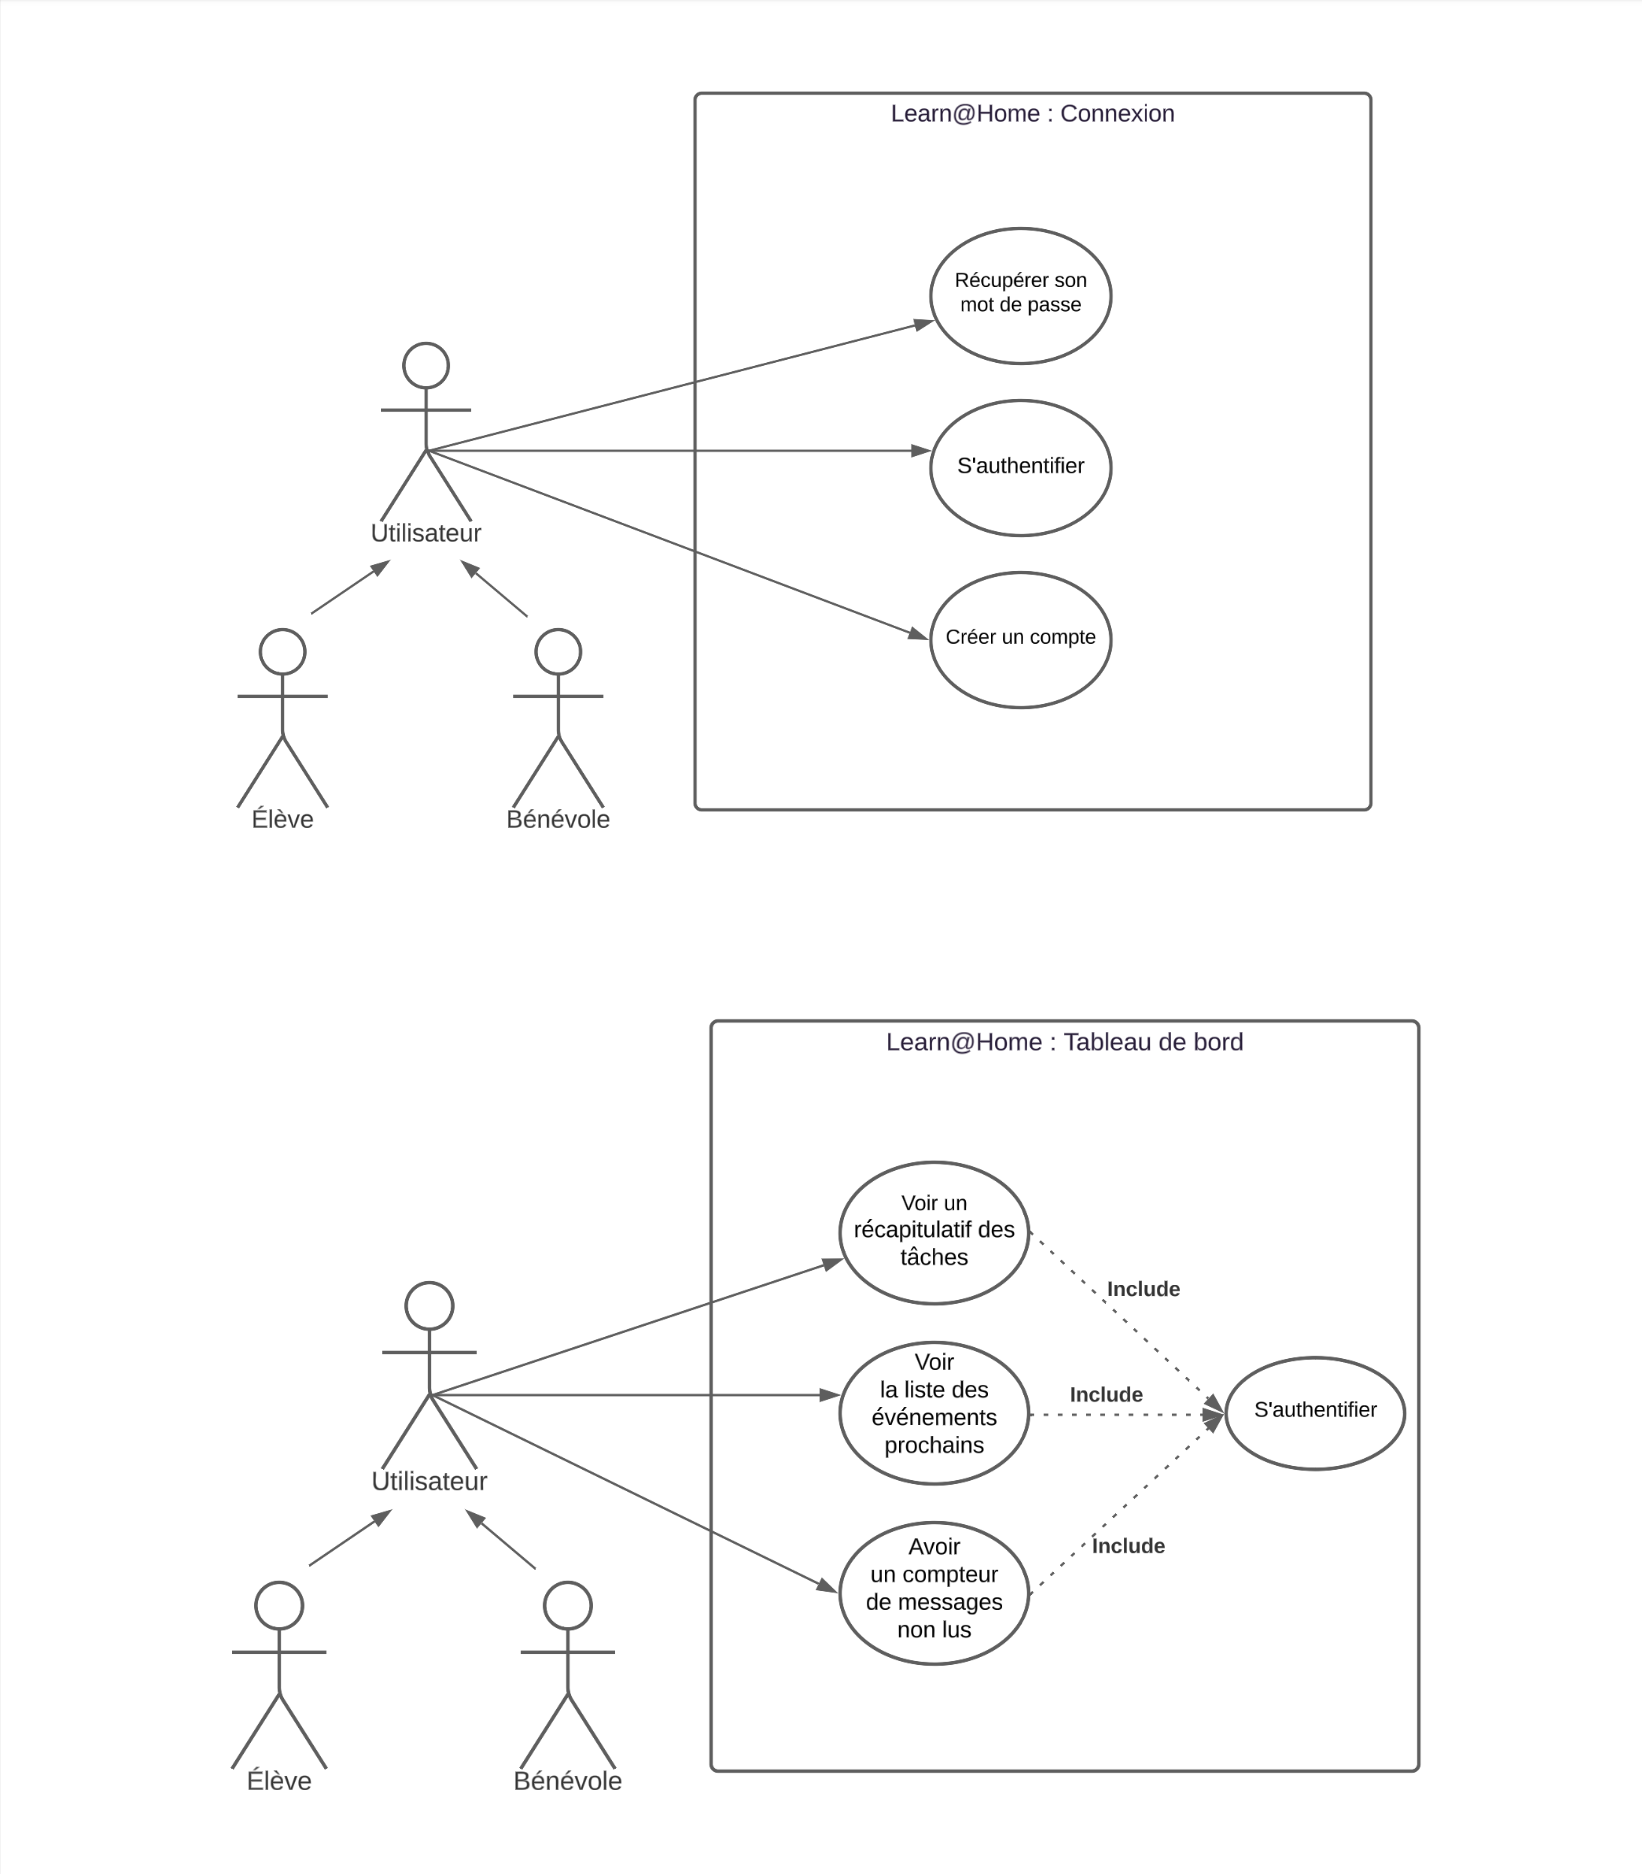 Learn@Home : Connexion
Récupérer son
mot de passe
S'authentifier
Utilisateur
Créer un compte
Élève
Bénévole
Learn@Home : Tableau de bord
Voir un
récapitulatif des
tâches
Include
Voir
la liste des
événements
prochains
Include
S'authentifier
Utilisateur
Avoir
un compteur
de messages
non lus
Include
Élève
Bénévole